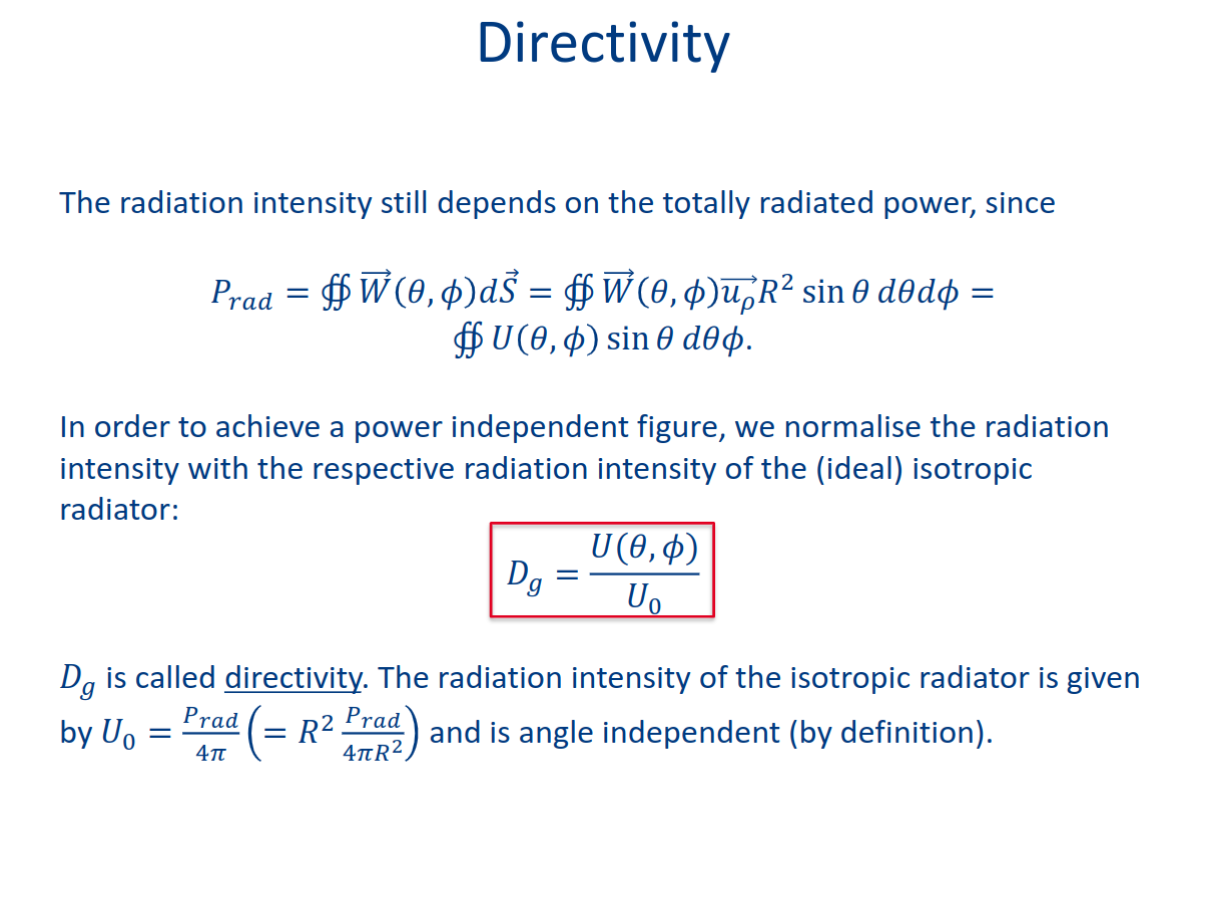 Directivity
The radiation intensity still depends on the totally radiated power, since
$P_{rad} = \oiint \overrightarrow{W}(\theta, \phi) d\vec{S} = \oiint \overrightarrow{W}(\theta, \phi) \overrightarrow{u_\rho} R^2 \sin\theta \, d\theta d\phi =$
$\oiint U(\theta, \phi) \sin\theta \, d\theta\phi.$
In order to achieve a power independent figure, we normalise the radiation
intensity with the respective radiation intensity of the (ideal) isotropic
radiator:
$D_g = \frac{U(\theta, \phi)}{U_0}$
$D_g$ is called directivity. The radiation intensity of the isotropic radiator is given
by $U_0 = \frac{P_{rad}}{4\pi} \left( = R^2 \frac{P_{rad}}{4\pi R^2} \right)$ and is angle independent (by definition).